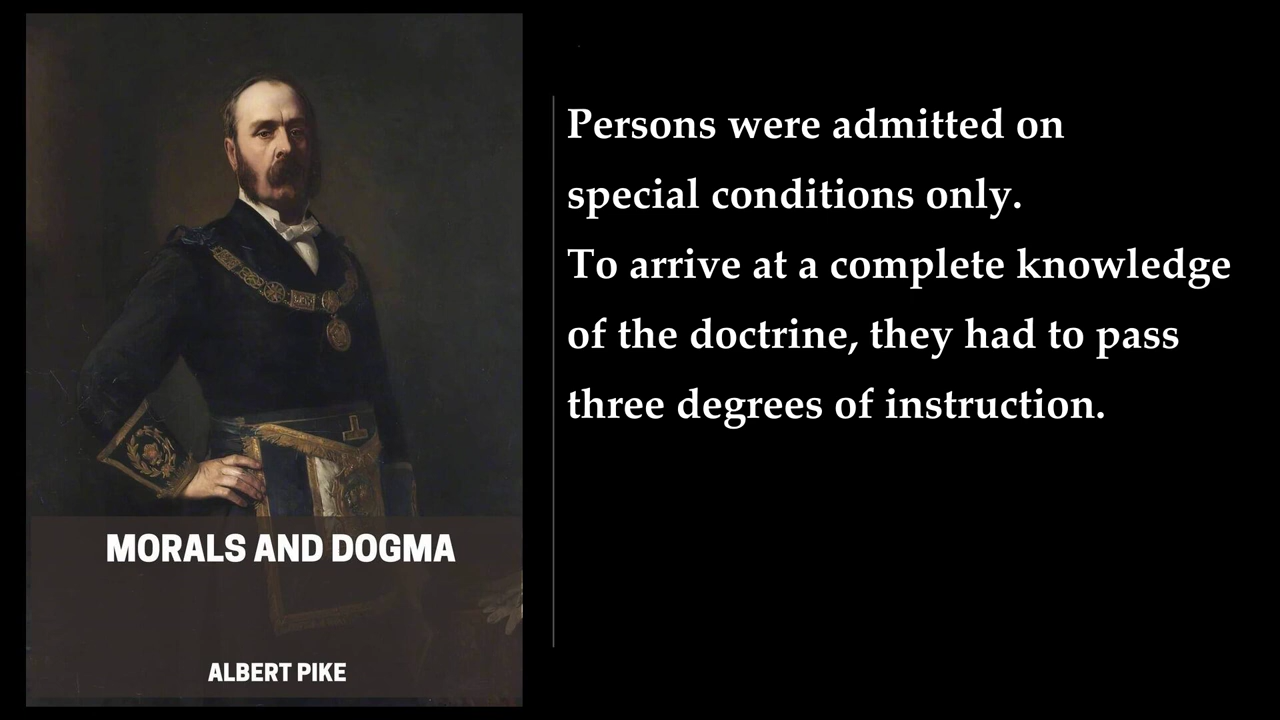 MORALS AND DOGMA
ALBERT PIKE
Persons were admitted on
special conditions only.
To arrive at a complete knowledge
of the doctrine, they had to pass
three degrees of instruction.